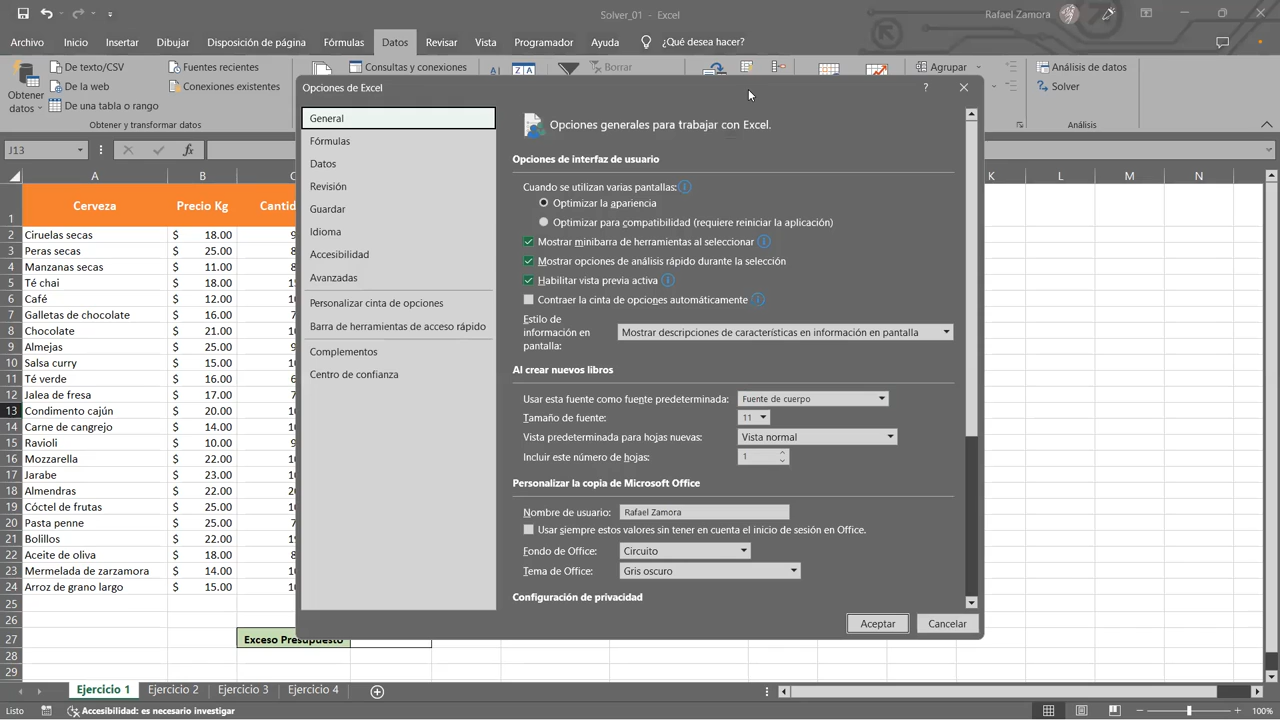 Solver_01 - Excel
Rafael Zamora
Archivo Inicio Insertar Dibujar Disposición de página Fórmulas Datos Revisar Vista Programador Ayuda ¿Qué desea hacer?
Obtener datos
De texto/CSV
De la web
De una tabla o rango
Fuentes recientes
Conexiones existentes
Obtener y transformar datos
Consultas y conexiones
Borrar
Agrupar
Análisis de datos
Solver
Análisis
J13
fx
A B C K L M N
1 Cerveza Precio Kg
2 Ciruelas secas $ 18.00
3 Peras secas $ 25.00
4 Manzanas secas $ 11.00
5 Té chai $ 18.00
6 Café $ 12.00
7 Galletas de chocolate $ 16.00
8 Chocolate $ 21.00
9 Almejas $ 25.00
10 Salsa curry $ 15.00
11 Té verde $ 16.00
12 Jalea de fresa $ 17.00
13 Condimento cajún $ 20.00
14 Carne de cangrejo $ 14.00
15 Ravioli $ 10.00
16 Mozzarella $ 22.00
17 Jarabe $ 23.00
18 Almendras $ 22.00
19 Cóctel de frutas $ 25.00
20 Pasta penne $ 25.00
21 Bolillos $ 22.00
22 Aceite de oliva $ 18.00
23 Mermelada de zarzamora $ 14.00
24 Arroz de grano largo $ 15.00
25
26
27 Exceso Presupuesto
28
29
Opciones de Excel
?
General
Fórmulas
Datos
Revisión
Guardar
Idioma
Accesibilidad
Avanzadas
Personalizar cinta de opciones
Barra de herramientas de acceso rápido
Complementos
Centro de confianza
Opciones generales para trabajar con Excel.
Opciones de interfaz de usuario
Cuando se utilizan varias pantallas:
Optimizar la apariencia
Optimizar para compatibilidad (requiere reiniciar la aplicación)
Mostrar minibarra de herramientas al seleccionar
Mostrar opciones de análisis rápido durante la selección
Habilitar vista previa activa
Contraer la cinta de opciones automáticamente
Estilo de
información en
pantalla:
Mostrar descripciones de características en información en pantalla
Al crear nuevos libros
Usar esta fuente como fuente predeterminada: Fuente de cuerpo
Tamaño de fuente: 11
Vista predeterminada para hojas nuevas: Vista normal
Incluir este número de hojas: 1
Personalizar la copia de Microsoft Office
Nombre de usuario: Rafael Zamora
Usar siempre estos valores sin tener en cuenta el inicio de sesión en Office.
Fondo de Office: Circuito
Tema de Office: Gris oscuro
Configuración de privacidad
Aceptar Cancelar
Ejercicio 1 Ejercicio 2 Ejercicio 3 Ejercicio 4
Listo Accesibilidad: es necesario investigar 100%